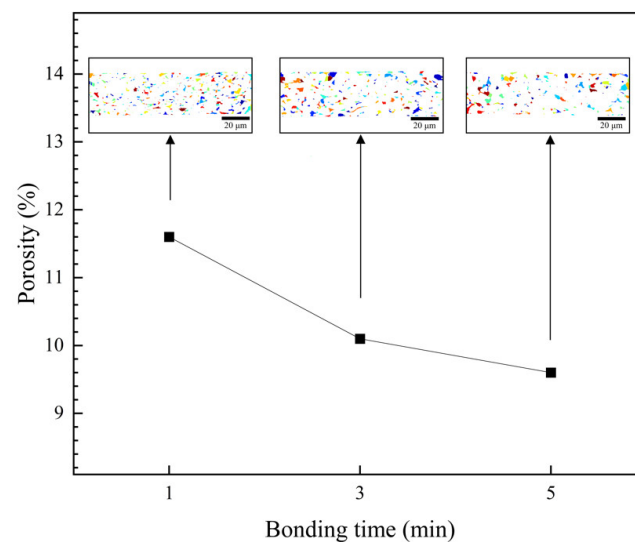 14
13
12
11
10
9
Porosity (%)
20 μm
20 μm
20 μm
1
3
5
Bonding time (min)